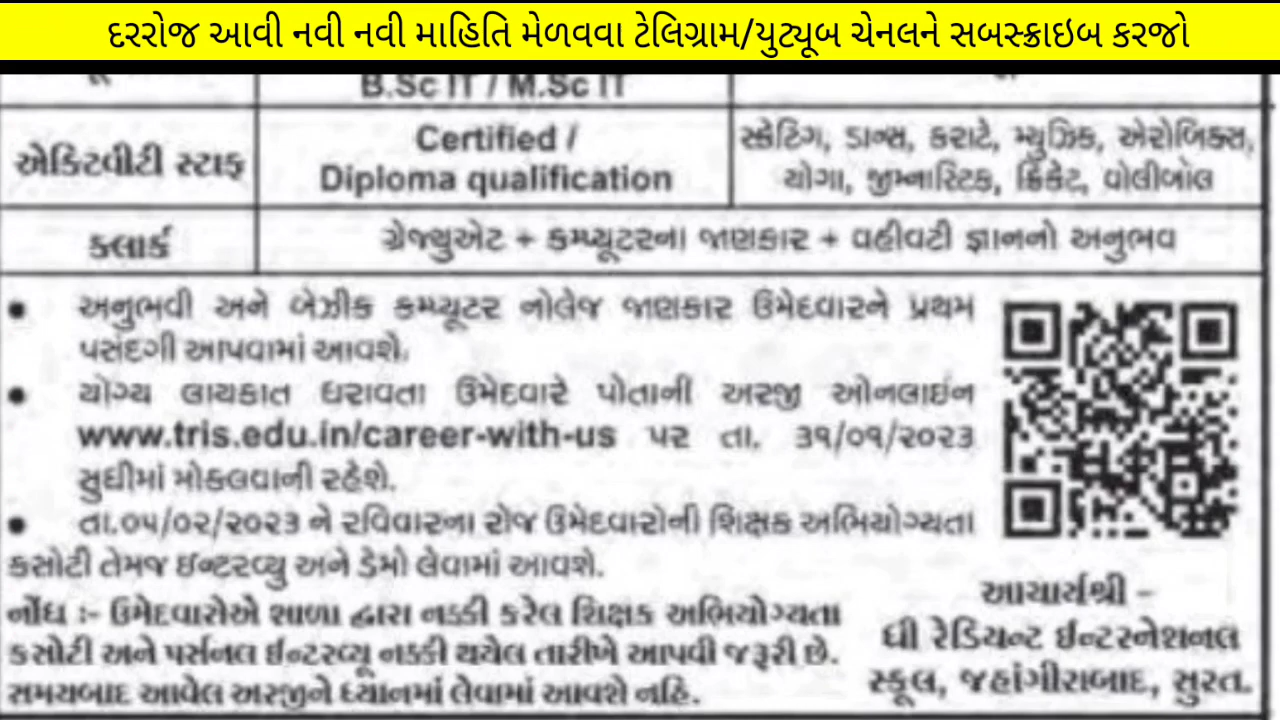 દરરોજ આવી નવી નવી માહિતિ મેળવવા ટેલિગ્રામ/યુટ્યૂબ ચેનલને સબસ્ક્રાઇબ કરજો
B.Sc IT / M.Sc IT
એક્ટિવીટી સ્ટાફ
Certified /
Diploma qualification
સ્કેટિંગ, ડાન્સ, કરાટે, મ્યુઝિક, એરોબિક્સ,
યોગા, જીમ્નાસ્ટિક, ક્રિકેટ, વોલીબોલ
ક્લાર્ક
ગ્રેજ્યુએટ + કમ્પ્યૂટરના જાણકાર + વહીવટી જ્ઞાનનો અનુભવ
● અનુભવી અને બેઝીક કમ્પ્યૂટર નોલેજ જાણકાર ઉમેદવારને પ્રથમ
પસંદગી આપવામાં આવશે.
● યોગ્ય લાયકાત ધરાવતા ઉમેદવારે પોતાની અરજી ઓનલાઇન
www.tris.edu.in/career-with-us પર તા. ૩૧/૦૧/૨૦૨૩
સુધીમાં મોકલવાની રહેશે.
● તા.૦૫/૦૨/૨૦૨૩ ને રવિવારના રોજ ઉમેદવારોની શિક્ષક અભિયોગ્યતા
કસોટી તેમજ ઇન્ટરવ્યુ અને ડેમો લેવામાં આવશે.
નોંધ :- ઉમેદવારોએ શાળા દ્વારા નક્કી કરેલ શિક્ષક અભિયોગ્યતા
કસોટી અને પર્સનલ ઈન્ટરવ્યૂ નક્કી થયેલ તારીખે આપવી જરૂરી છે.
સમયબાદ આવેલ અરજીને ધ્યાનમાં લેવામાં આવશે નહિ.
આચાર્યશ્રી -
ધી રેડિયન્ટ ઈન્ટરનેશનલ
સ્કૂલ, જહાંગીરાબાદ, સુરત.